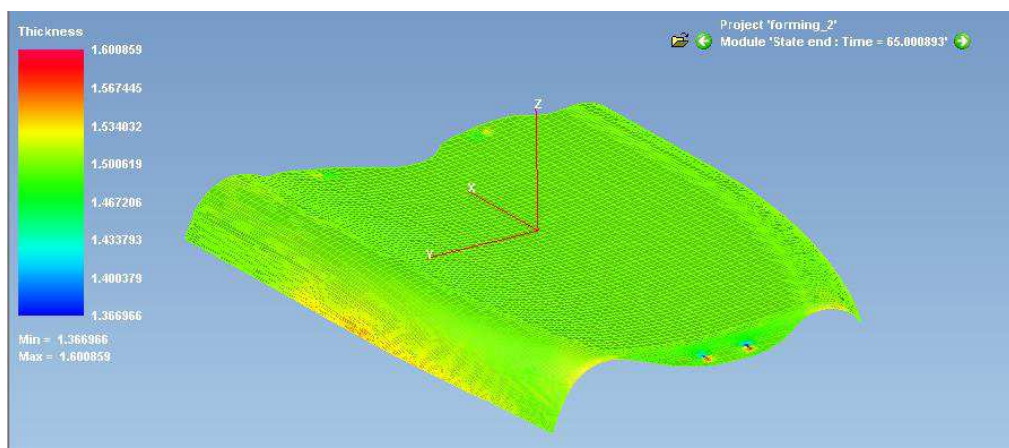 Thickness
1.600859
1.567445
1.534032
1.500619
1.467206
1.433793
1.400379
1.366966
Min = 1.366966
Max = 1.600859
Project 'forming_2'
Module 'State end : Time = 65.000893'
Z
X
Y